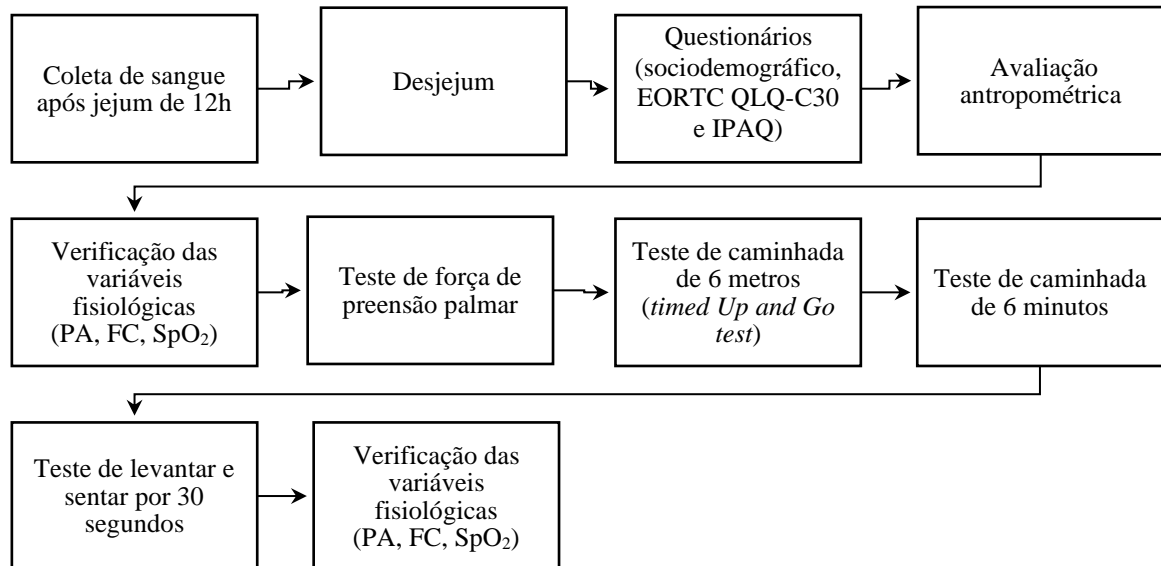 Coleta de sangue
após jejum de 12h
Desjejum
Questionários
(sociodemográfico,
EORTC QLQ-C30
e IPAQ)
Avaliação
antropométrica
Verificação das
variáveis
fisiológicas
(PA, FC, SpO₂)
Teste de força de
preensão palmar
Teste de caminhada
de 6 metros
(timed Up and Go
test)
Teste de caminhada
de 6 minutos
Teste de levantar e
sentar por 30
segundos
Verificação das
variáveis
fisiológicas
(PA, FC, SpO₂)